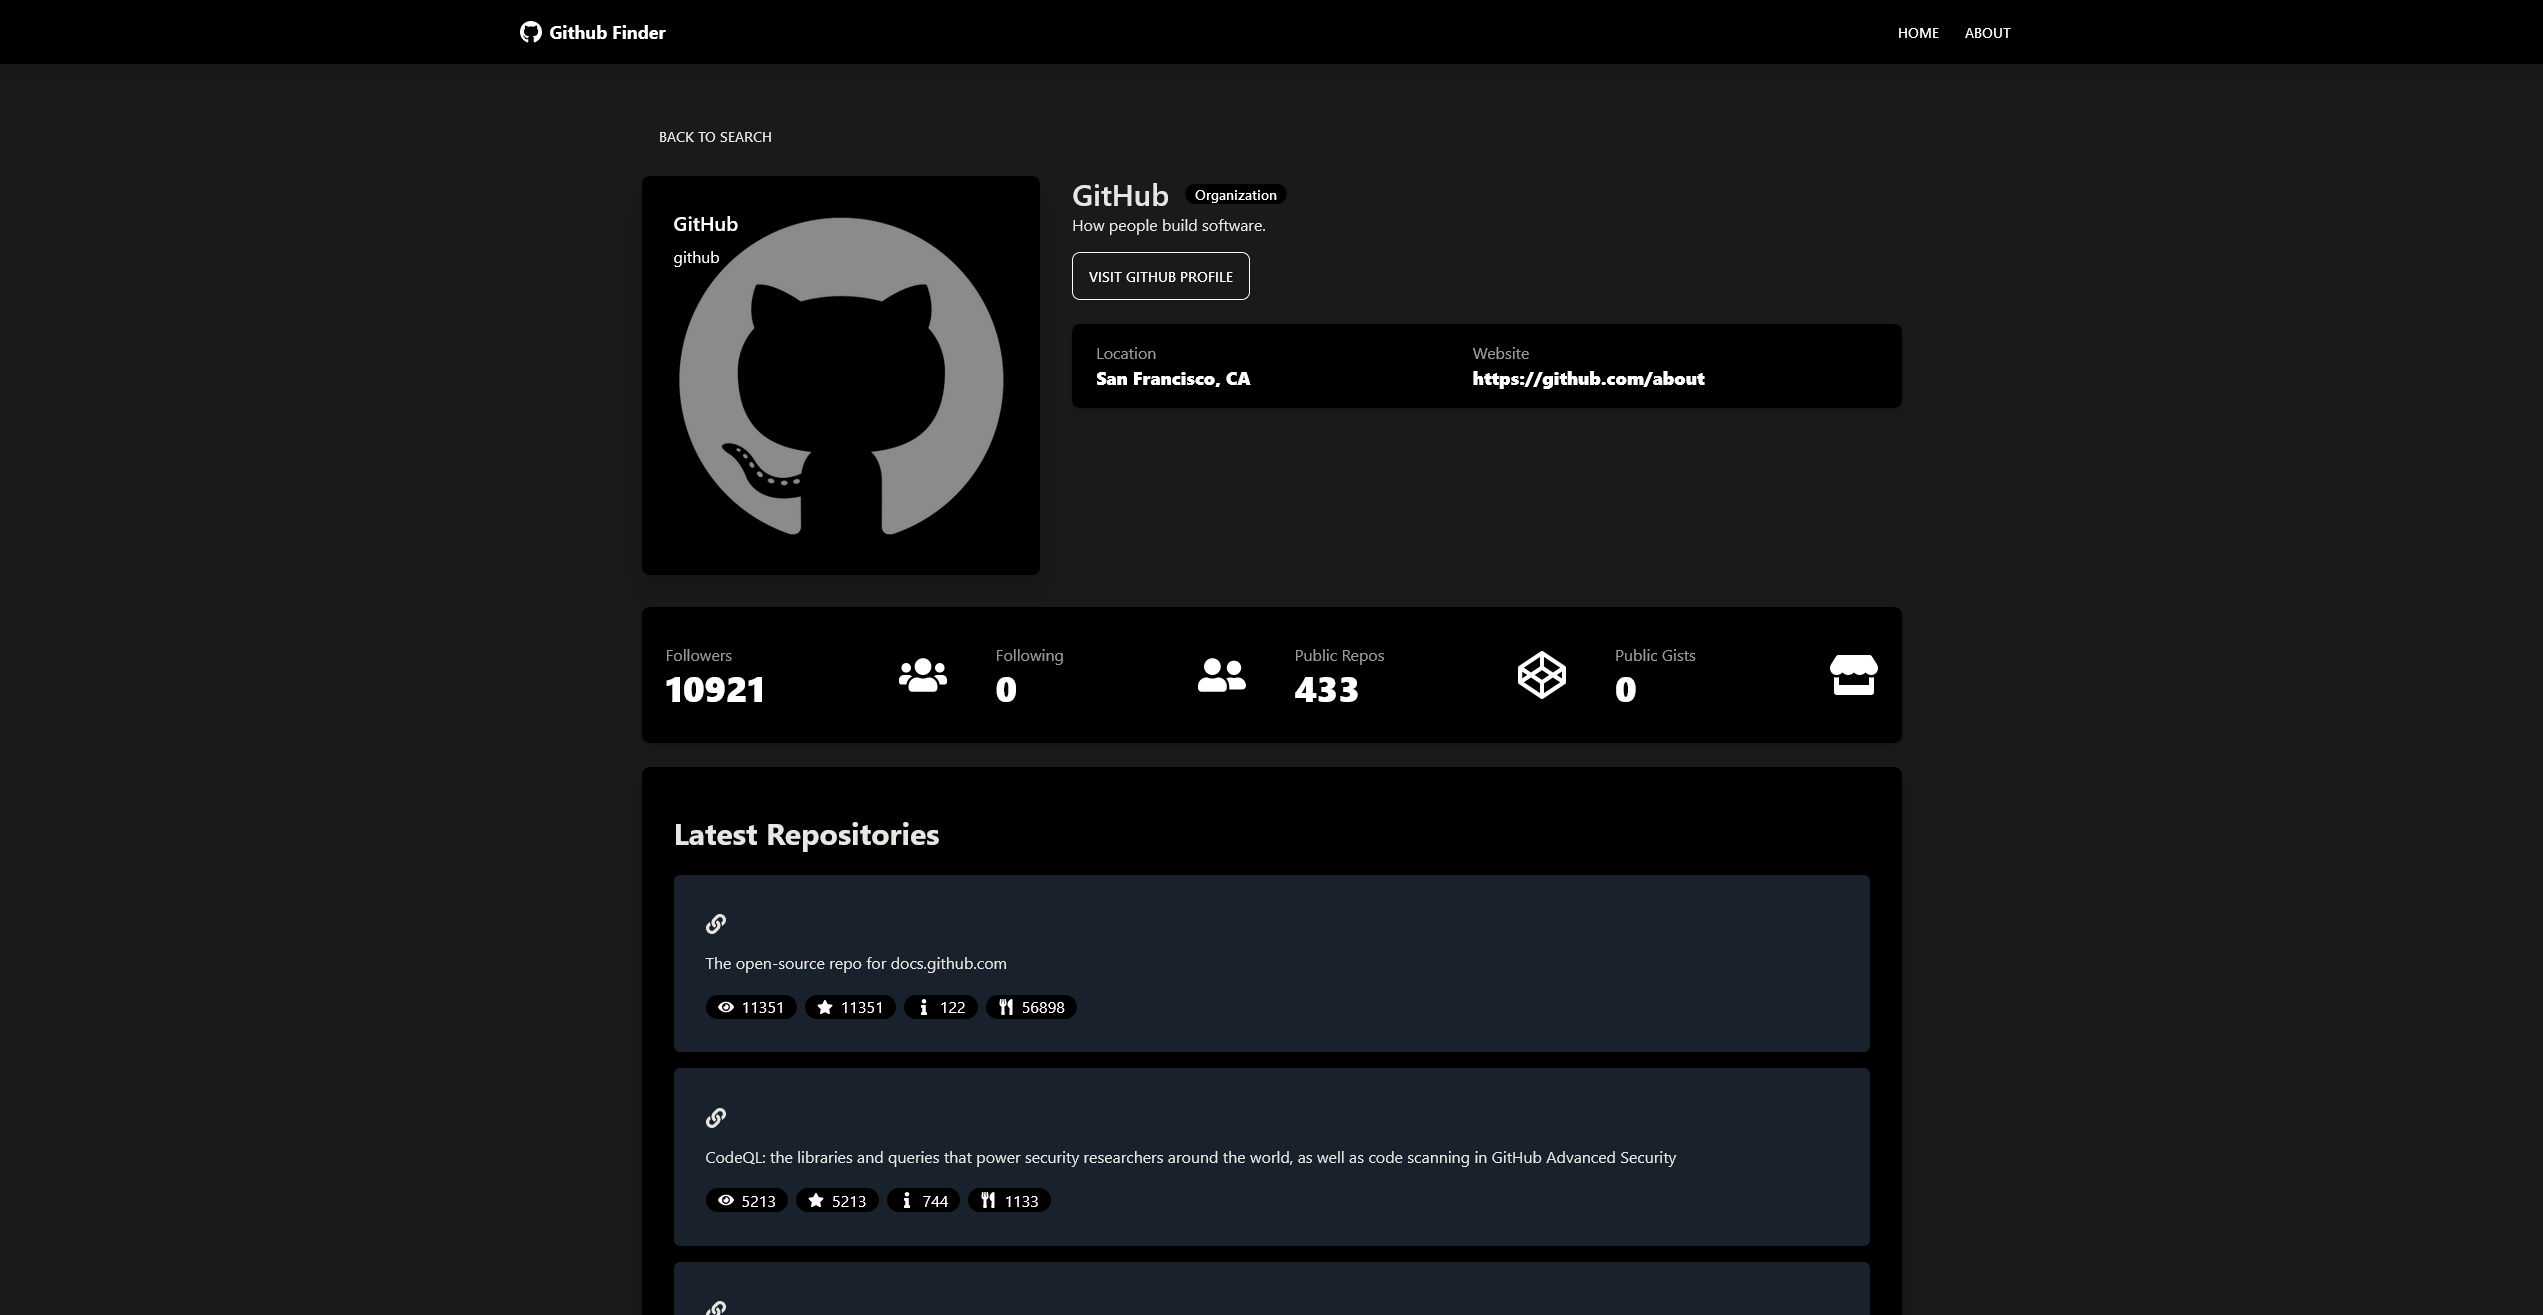 Github Finder
HOME
ABOUT
BACK TO SEARCH
GitHub
github
GitHub
Organization
How people build software.
VISIT GITHUB PROFILE
Location
San Francisco, CA
Website
https://github.com/about
Followers
10921
Following
0
Public Repos
433
Public Gists
0
Latest Repositories
The open-source repo for docs.github.com
11351 11351 122 56898
CodeQL: the libraries and queries that power security researchers around the world, as well as code scanning in GitHub Advanced Security
5213 5213 744 1133